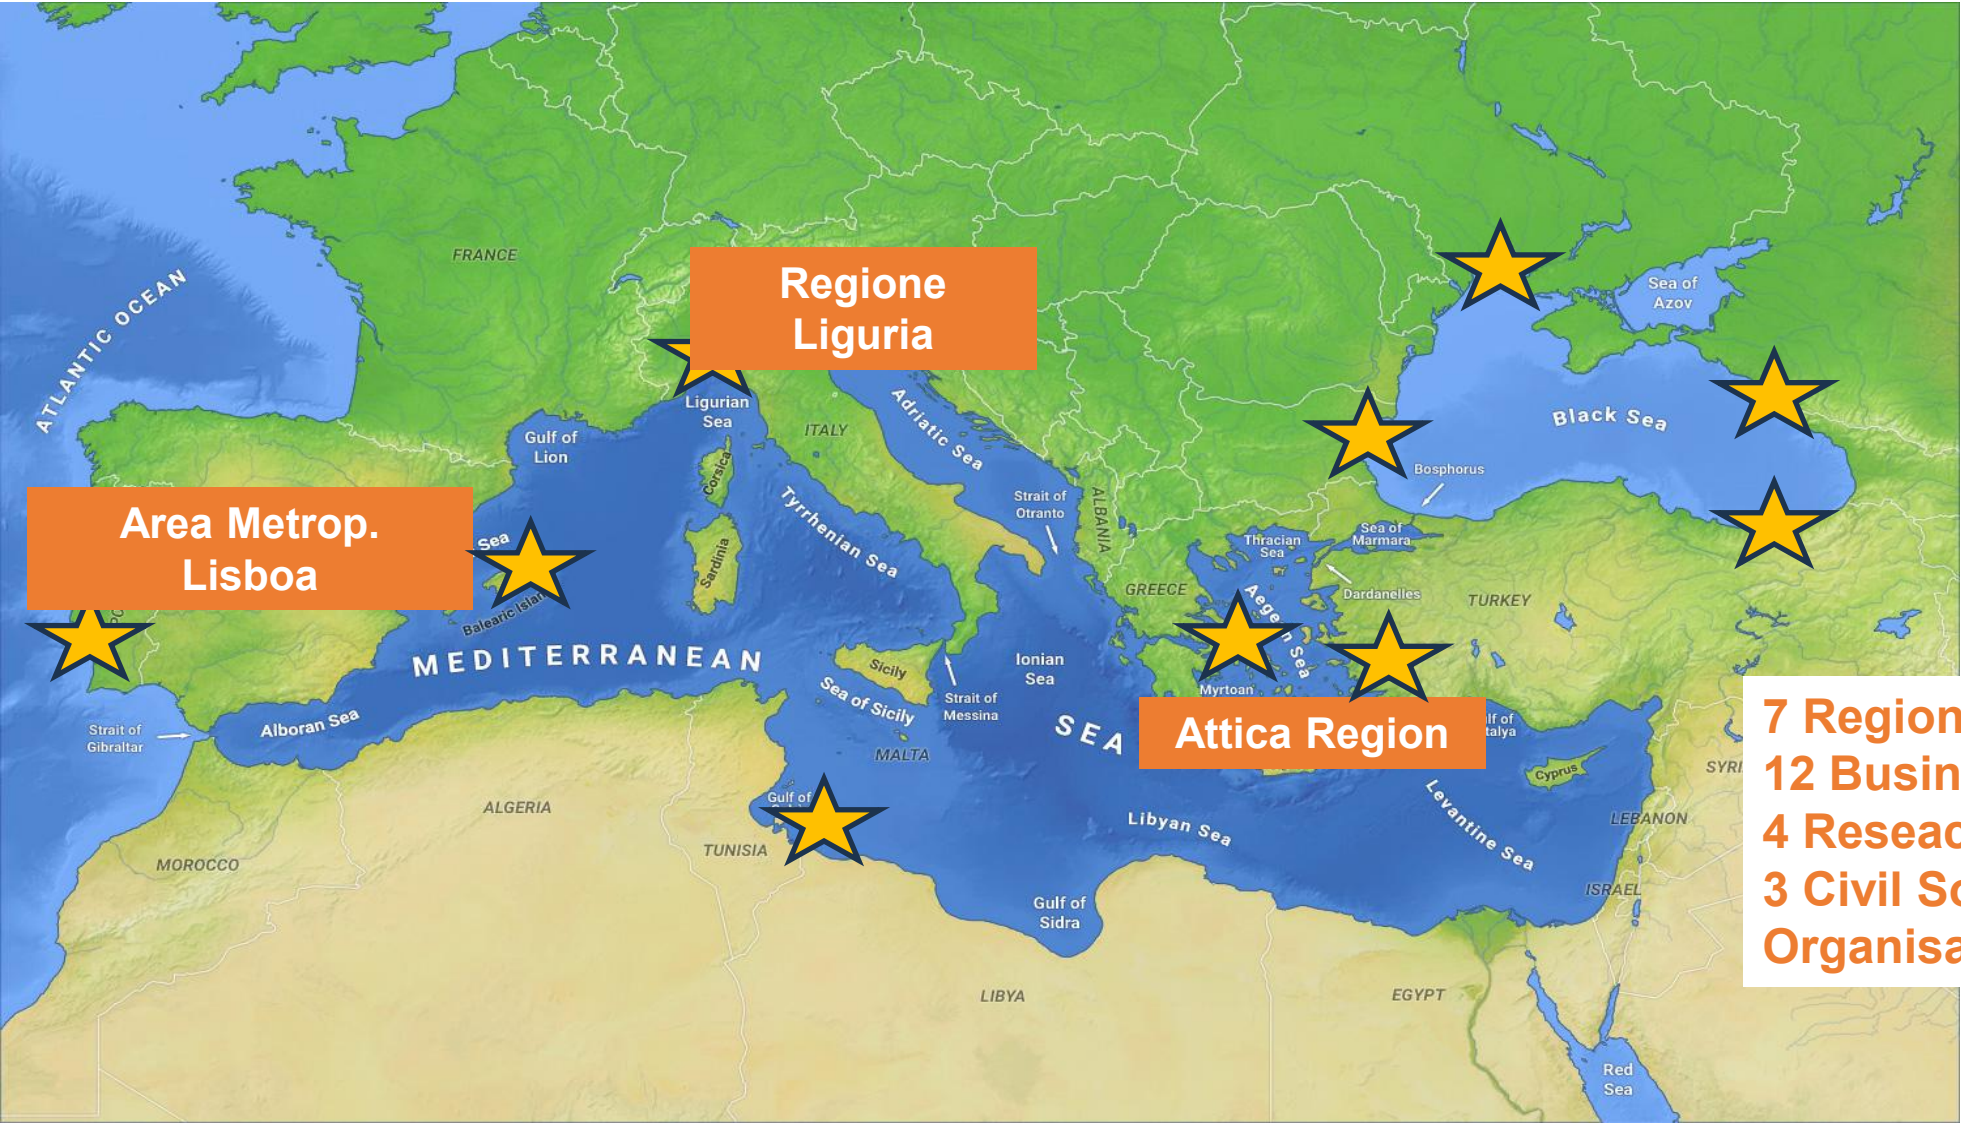 FRANCE
ATLANTIC OCEAN
Regione
Liguria
Sea of
Azov
Ligurian
Sea
ITALY
Adriatic Sea
Black Sea
Gulf of
Lion
Corsica
Bosphorus
Strait of
Otranto
ALBANIA
Tyrrhenian Sea
Area Metrop.
Lisboa
Sea
Thracian
Sea
Sea of
Marmara
Sardinia
GREECE
Aegean Sea
Dardanelles
TURKEY
Balearic
MEDITERRANEAN
SEA
Sicily
Ionian
Sea
Myrtoan
Sea of Sicily
Strait of
Messina
Alboran Sea
Strait of
Gibraltar
Attica Region
MALTA
Cyprus
7 Region
12 Busin
4 Reseac
3 Civil So
Organisa
SYRI
LEBANON
Levantine Sea
Libyan Sea
Gulf of
ALGERIA
TUNISIA
MOROCCO
ISRAEL
Gulf of
Sidra
LIBYA
EGYPT
Red
Sea